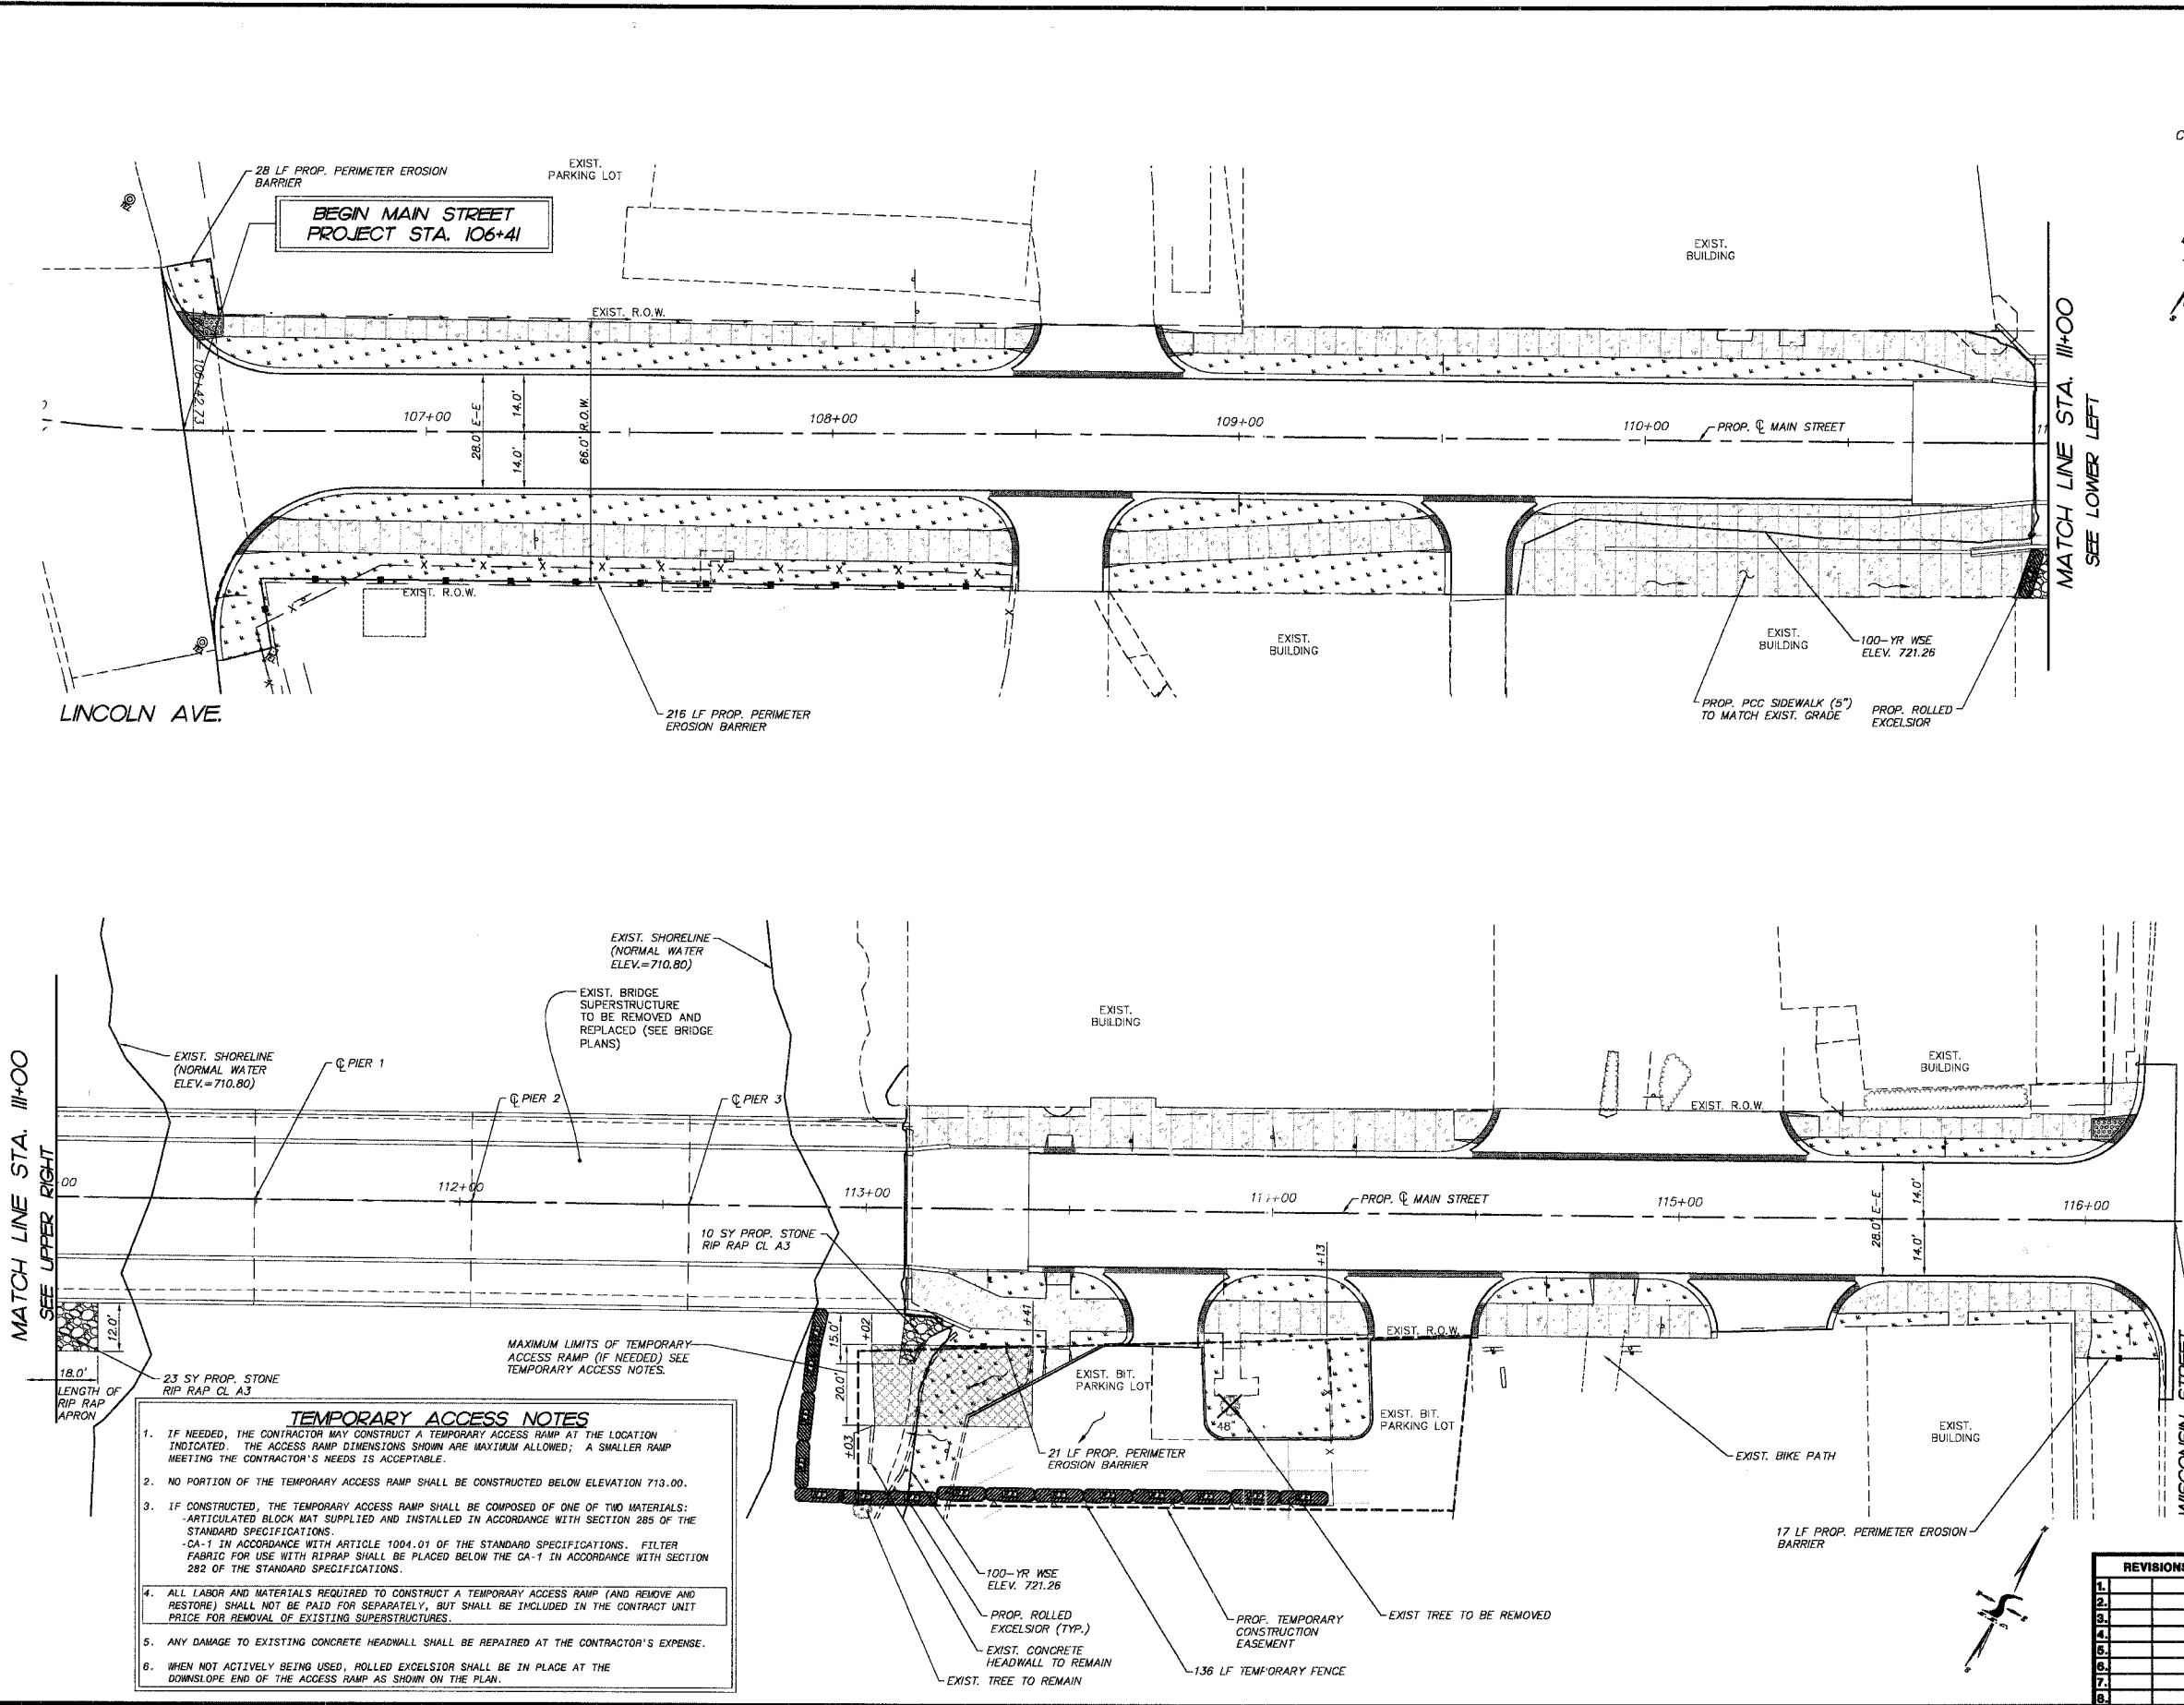 28 LF PROP. PERIMETER EROSION
BARRIER
EXIST.
PARKING LOT
BEGIN MAIN STREET
PROJECT STA. 106+41
EXIST. R.O.W.
EXIST.
BUILDING
= 106+42.73
107+00
28.0' E-E
14.0'
14.0'
66.0' R.O.W.
108+00
109+00
110+00
PROP. ℄ MAIN STREET
11
MATCH LINE STA. 111+00
SEE LOWER LEFT
EXIST. R.O.W.
EXIST.
BUILDING
EXIST.
BUILDING
100-YR WSE
ELEV. 721.26
LINCOLN AVE.
216 LF PROP. PERIMETER
EROSION BARRIER
PROP. PCC SIDEWALK (5")
TO MATCH EXIST. GRADE
PROP. ROLLED
EXCELSIOR
MATCH LINE STA. 111+00
SEE UPPER RIGHT
EXIST. SHORELINE
(NORMAL WATER
ELEV.=710.80)
EXIST. BRIDGE
SUPERSTRUCTURE
TO BE REMOVED AND
REPLACED (SEE BRIDGE
PLANS)
EXIST. SHORELINE
(NORMAL WATER
ELEV.=710.80)
℄ PIER 1
℄ PIER 2
℄ PIER 3
EXIST.
BUILDING
EXIST.
BUILDING
EXIST. R.O.W.
00
112+00
113+00
PROP. ℄ MAIN STREET
115+00
28.0' E-E
14.0'
14.0'
116+00
10 SY PROP. STONE
RIP RAP CL A3
+13
+41
+02
15.0'
20.0'
+03
12.0'
18.0'
LENGTH OF
RIP RAP
APRON
23 SY PROP. STONE
RIP RAP CL A3
MAXIMUM LIMITS OF TEMPORARY
ACCESS RAMP (IF NEEDED) SEE
TEMPORARY ACCESS NOTES.
EXIST. R.O.W.
EXIST. BIT.
PARKING LOT
48"
EXIST. BIT.
PARKING LOT
21 LF PROP. PERIMETER
EROSION BARRIER
EXIST. BIKE PATH
EXIST.
BUILDING
WISCONSIN STREET
TEMPORARY ACCESS NOTES
1. IF NEEDED, THE CONTRACTOR MAY CONSTRUCT A TEMPORARY ACCESS RAMP AT THE LOCATION
INDICATED. THE ACCESS RAMP DIMENSIONS SHOWN ARE MAXIMUM ALLOWED; A SMALLER RAMP
MEETING THE CONTRACTOR'S NEEDS IS ACCEPTABLE.
2. NO PORTION OF THE TEMPORARY ACCESS RAMP SHALL BE CONSTRUCTED BELOW ELEVATION 713.00.
3. IF CONSTRUCTED, THE TEMPORARY ACCESS RAMP SHALL BE COMPOSED OF ONE OF TWO MATERIALS:
-ARTICULATED BLOCK MAT SUPPLIED AND INSTALLED IN ACCORDANCE WITH SECTION 285 OF THE
STANDARD SPECIFICATIONS.
-CA-1 IN ACCORDANCE WITH ARTICLE 1004.01 OF THE STANDARD SPECIFICATIONS. FILTER
FABRIC FOR USE WITH RIPRAP SHALL BE PLACED BELOW THE CA-1 IN ACCORDANCE WITH SECTION
282 OF THE STANDARD SPECIFICATIONS.
4. ALL LABOR AND MATERIALS REQUIRED TO CONSTRUCT A TEMPORARY ACCESS RAMP (AND REMOVE AND
RESTORE) SHALL NOT BE PAID FOR SEPARATELY, BUT SHALL BE INCLUDED IN THE CONTRACT UNIT
PRICE FOR REMOVAL OF EXISTING SUPERSTRUCTURES.
5. ANY DAMAGE TO EXISTING CONCRETE HEADWALL SHALL BE REPAIRED AT THE CONTRACTOR'S EXPENSE.
6. WHEN NOT ACTIVELY BEING USED, ROLLED EXCELSIOR SHALL BE IN PLACE AT THE
DOWNSLOPE END OF THE ACCESS RAMP AS SHOWN ON THE PLAN.
100-YR WSE
ELEV. 721.26
PROP. ROLLED
EXCELSIOR (TYP.)
EXIST. CONCRETE
HEADWALL TO REMAIN
EXIST. TREE TO REMAIN
136 LF TEMPORARY FENCE
PROP. TEMPORARY
CONSTRUCTION
EASEMENT
EXIST TREE TO BE REMOVED
17 LF PROP. PERIMETER EROSION
BARRIER
REVISIONS
1.
2.
3.
4.
5.
6.
7.
8.